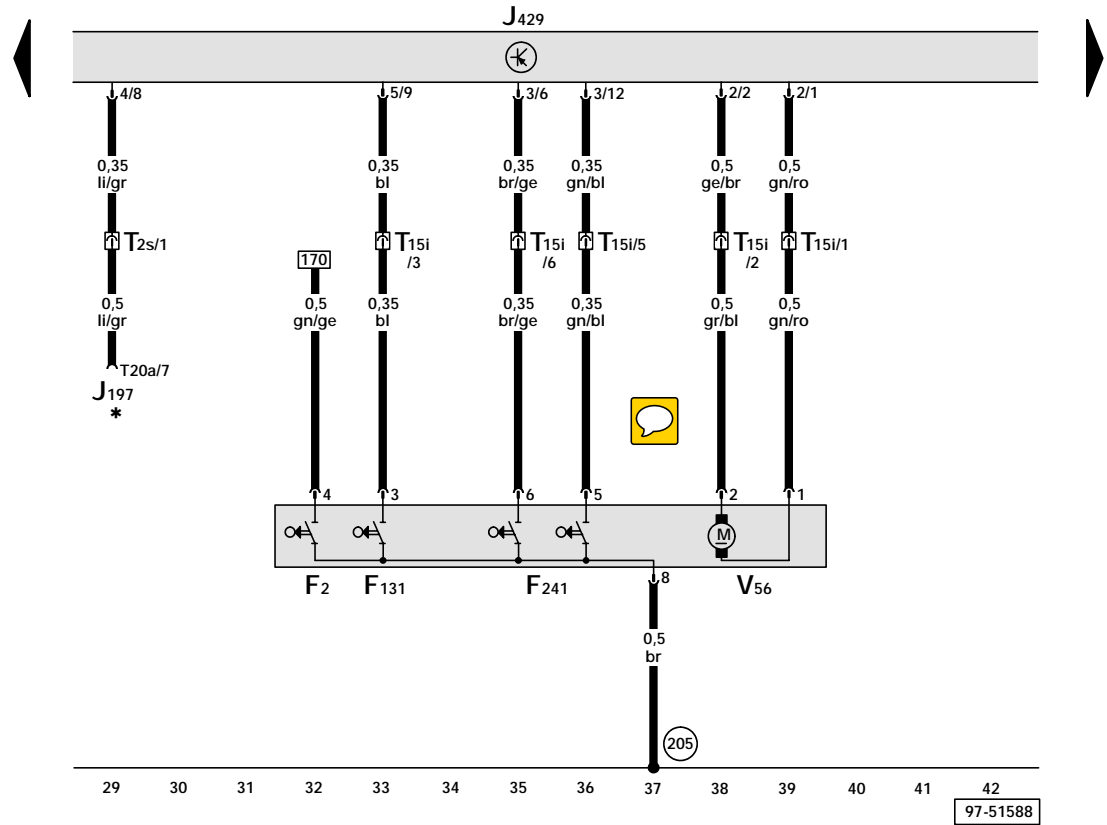 J429
4/8 5/9 3/6 3/12 2/2 2/1
0,35 0,35 0,35 0,35 0,5 0,5
li/gr bl br/ge gn/bl ge/br gn/ro
T2s/1 T15i T15i T15i/5 T15i T15i/1
170 /3 /6 /2
0,5 0,5 0,35 0,35 0,35 0,5 0,5
li/gr gn/ge bl br/ge gn/bl gr/bl gn/ro
T20a/7
J197
*
4 3 6 5 2 1
M
F2 F131 F241 8 V56
0,5
br
205
29 30 31 32 33 34 35 36 37 38 39 40 41 42
97-51588